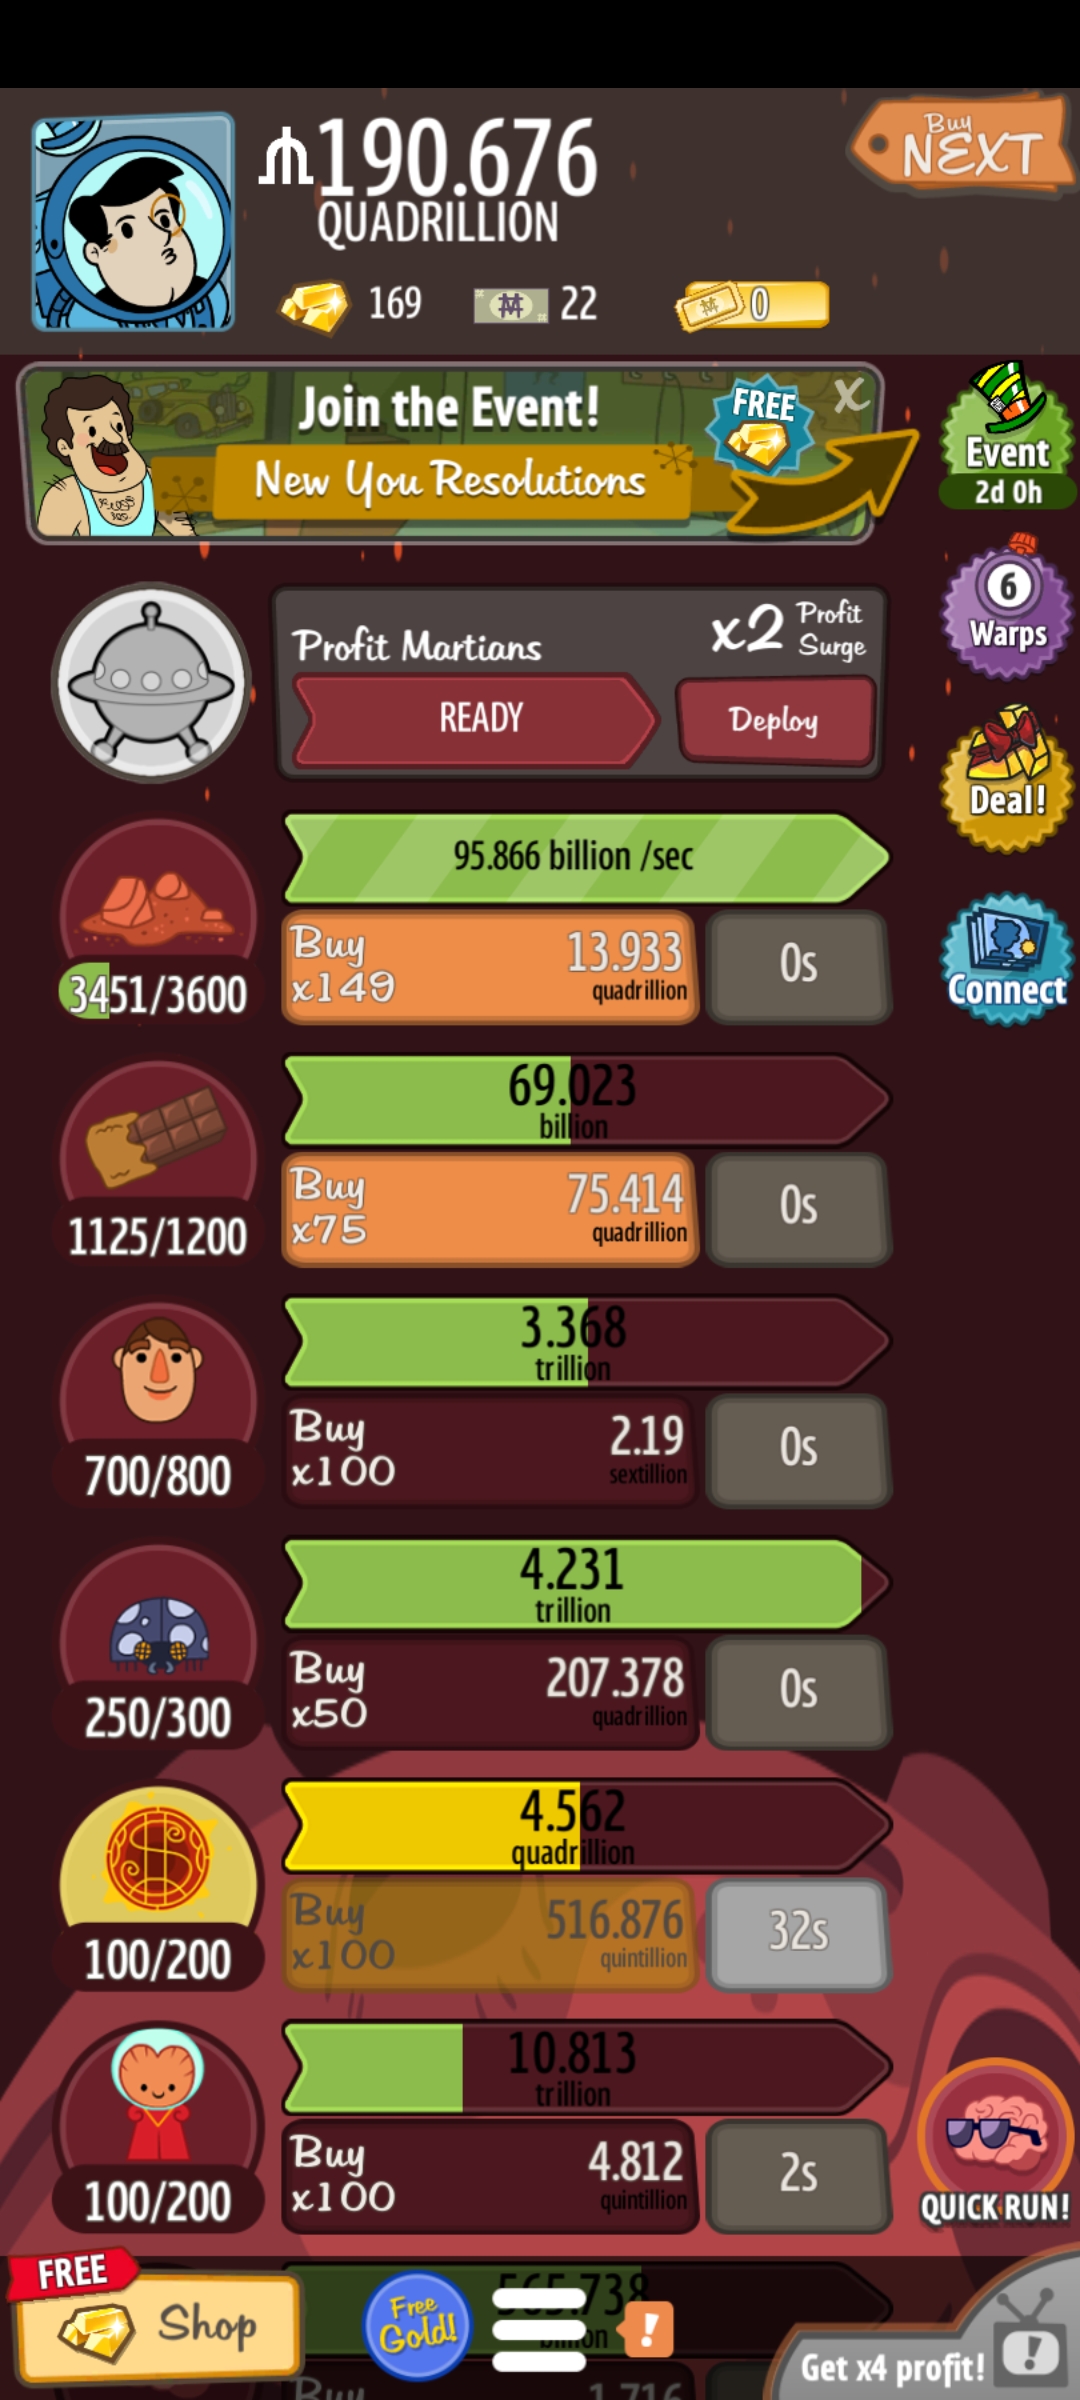 190.676
QUADRILLION
Buy
NEXT
169
22
0
Join the Event!
FREE
X
New You Resolutions
Event
2d 0h
6
Warps
Profit Martians
x2 Profit
Surge
READY
Deploy
Deal!
95.866 billion /sec
Buy
x149
13.933
quadrillion
0s
3451/3600
Connect
69.023
billion
Buy
x75
75.414
quadrillion
0s
1125/1200
3.368
trillion
Buy
x100
2.19
sextillion
0s
700/800
4.231
trillion
Buy
x50
207.378
quadrillion
0s
250/300
4.562
quadrillion
Buy
x100
516.876
quintillion
32s
100/200
10.813
trillion
Buy
x100
4.812
quintillion
2s
100/200
QUICK RUN!
FREE
Shop
Free
Gold!
565.738
!
Get x4 profit!
Buy
1.716